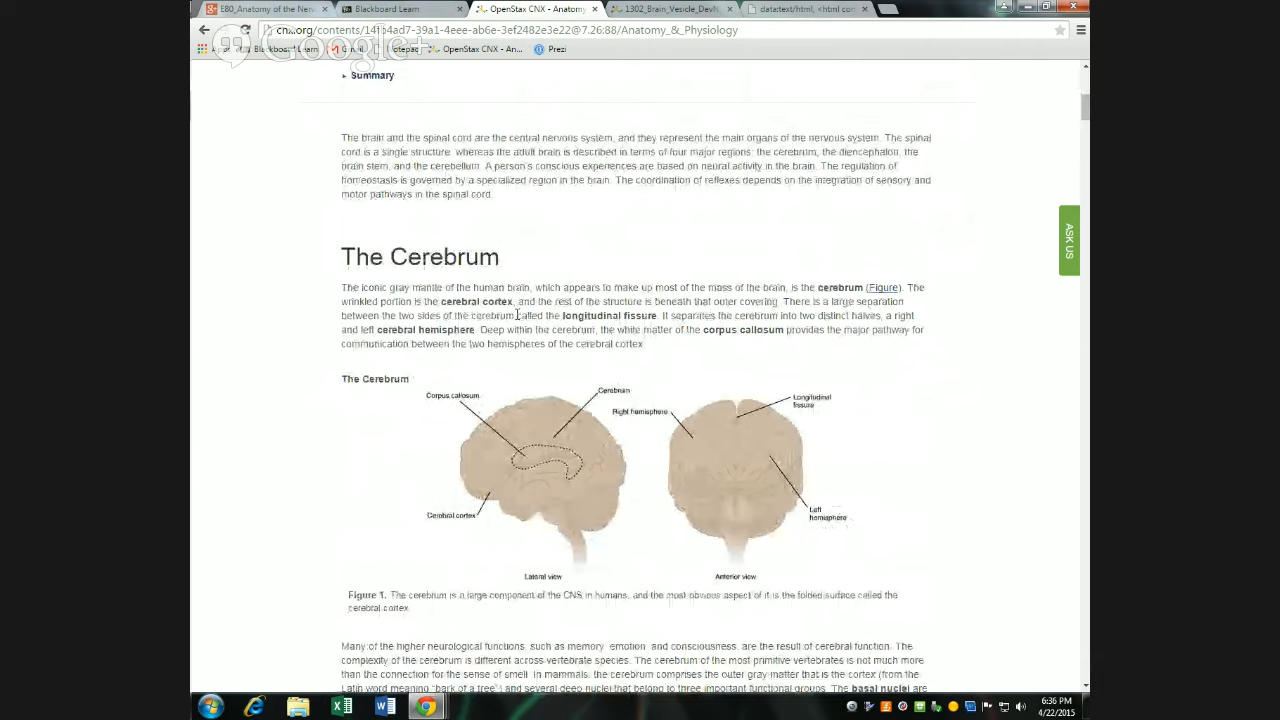 E80_Anatomy of the Nerv
Blackboard Learn
OpenStax CNX - Anatomy
1302_Brain_Vesicle_DevN
datatext/html, <html con
cnx.org/contents/14fb4ad7-39a1-4eee-ab6e-3ef2482e3e22@7.26:88/Anatomy_&_Physiology
Google+
Apps Blackboard Learn Gmail Notepad OpenStax CNX - An... Prezi
Summary
The brain and the spinal cord are the central nervous system, and they represent the main organs of the nervous system. The spinal
cord is a single structure, whereas the adult brain is described in terms of four major regions: the cerebrum, the diencephalon, the
brain stem, and the cerebellum. A person's conscious experiences are based on neural activity in the brain. The regulation of
homeostasis is governed by a specialized region in the brain. The coordination of reflexes depends on the integration of sensory and
motor pathways in the spinal cord.
ASK US
The Cerebrum
The iconic gray mantle of the human brain, which appears to make up most of the mass of the brain, is the cerebrum (Figure). The
wrinkled portion is the cerebral cortex, and the rest of the structure is beneath that outer covering. There is a large separation
between the two sides of the cerebrum called the longitudinal fissure. It separates the cerebrum into two distinct halves, a right
and left cerebral hemisphere. Deep within the cerebrum, the white matter of the corpus callosum provides the major pathway for
communication between the two hemispheres of the cerebral cortex
The Cerebrum
Corpus callosum
Cerebrum
Right hemisphere
Longitudinal
fissure
Cerebral cortex
Left
hemisphere
Lateral view
Anterior view
Figure 1. The cerebrum is a large component of the CNS in humans, and the most obvious aspect of it is the folded surface called the
cerebral cortex
Many of the higher neurological functions, such as memory emotion and consciousness, are the result of cerebral function. The
complexity of the cerebrum is different across vertebrate species. The cerebrum of the most primitive vertebrates is not much more
than the connection for the sense of smell. In mammals, the cerebrum comprises the outer gray matter that is the cortex (from the
Latin word meaning "bark of a tree") and several deep nuclei that belong to three important functional groups. The basal nuclei are
6:36 PM
4/22/2015